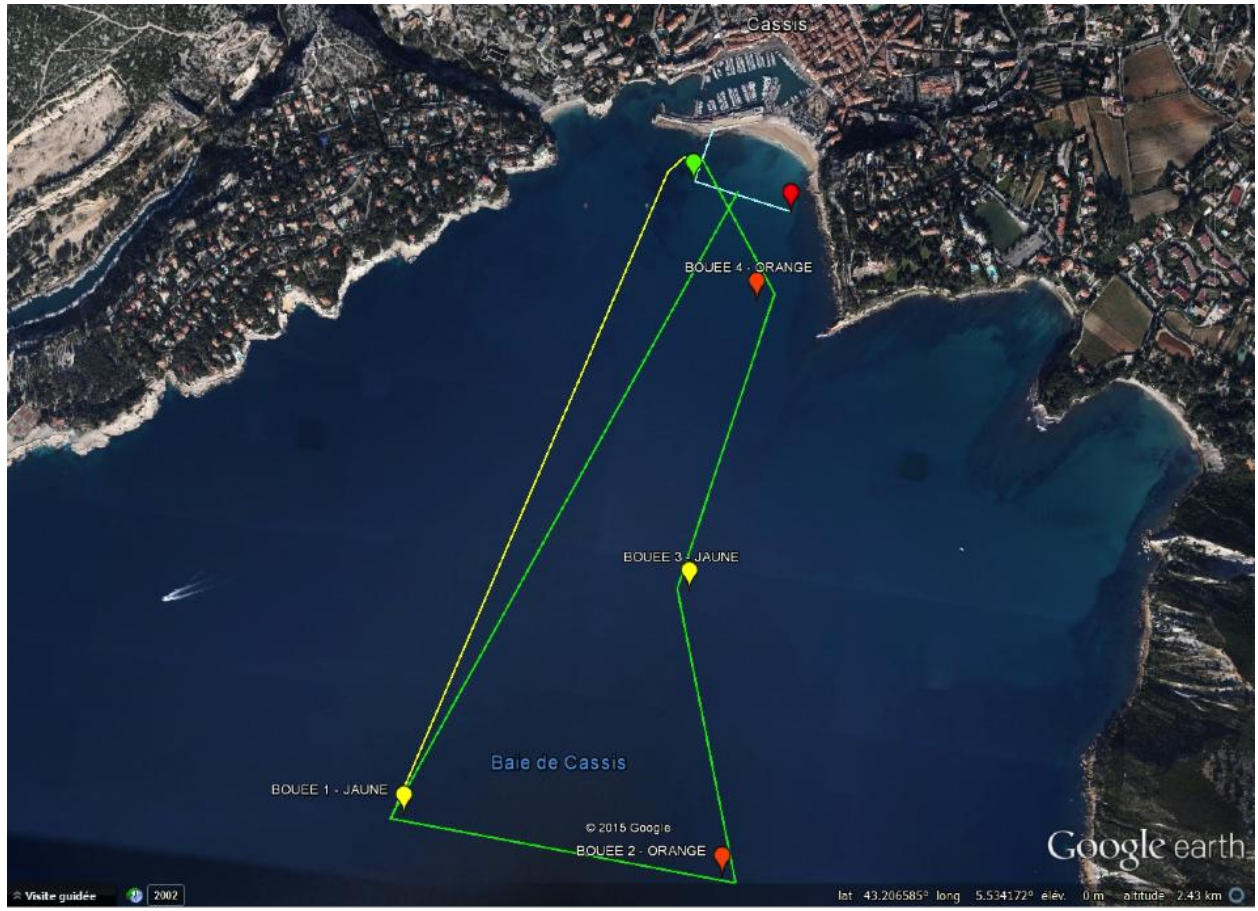 Cassis
BOUEE 4 - ORANGE
BOUEE 3 - JAUNE
Baie de Cassis
BOUEE 1 - JAUNE
© 2015 Google
BOUEE 2 - ORANGE
Google earth
Visite guidée 2002 lat 43.206585° long 5.534172° élév. 0 m altitude 2.43 km